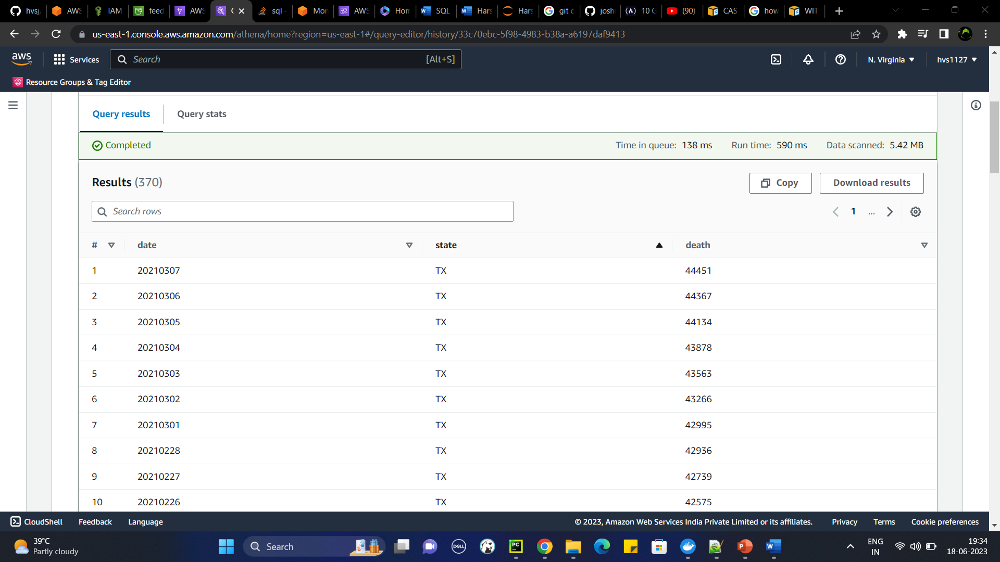 hvsj AWS IAM feed AWS C sql - Mon AWS Hom SQL Hars Hars git c josh 10 G (90) CAS how WIT
us-east-1.console.aws.amazon.com/athena/home?region=us-east-1#/query-editor/history/33c70ebc-5f98-4983-b38a-a6197daf9413
aws Services Search [Alt+S] N. Virginia hvs1127
Resource Groups & Tag Editor
Query results Query stats
Completed Time in queue: 138 ms Run time: 590 ms Data scanned: 5.42 MB
Results (370) Copy Download results
Search rows 1 ...
# date state death
1 20210307 TX 44451
2 20210306 TX 44367
3 20210305 TX 44134
4 20210304 TX 43878
5 20210303 TX 43563
6 20210302 TX 43266
7 20210301 TX 42995
8 20210228 TX 42936
9 20210227 TX 42739
10 20210226 TX 42575
CloudShell Feedback Language © 2023, Amazon Web Services India Private Limited or its affiliates. Privacy Terms Cookie preferences
39°C
Partly cloudy
Search
DELL
PC
ENG
IN
19:34
18-06-2023